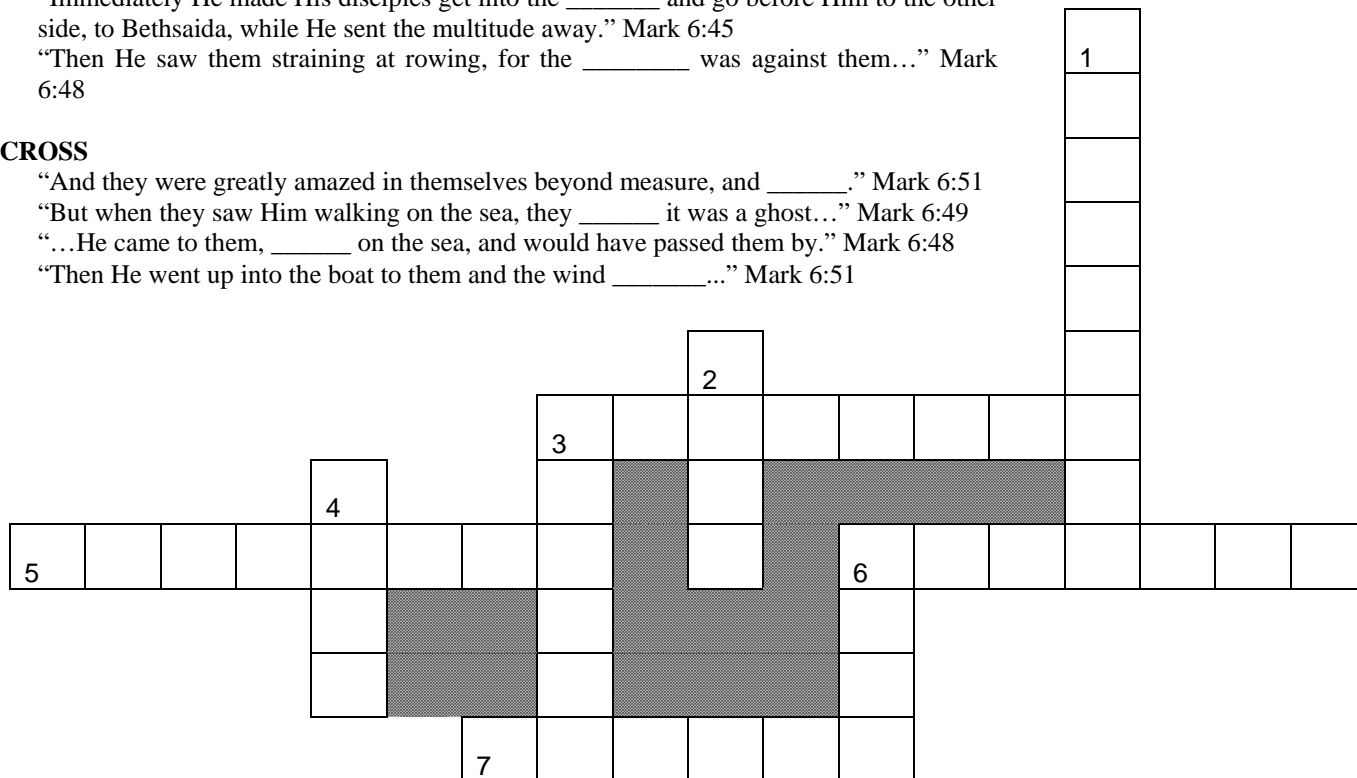 “Immediately He made His disciples get into the _______ and go before Him to the other
side, to Bethsaida, while He sent the multitude away.” Mark 6:45
“Then He saw them straining at rowing, for the ________ was against them…” Mark
6:48
CROSS
“And they were greatly amazed in themselves beyond measure, and ______.” Mark 6:51
“But when they saw Him walking on the sea, they ______ it was a ghost…” Mark 6:49
“…He came to them, ______ on the sea, and would have passed them by.” Mark 6:48
“Then He went up into the boat to them and the wind _______...” Mark 6:51
1
2
3
4
5
6
7